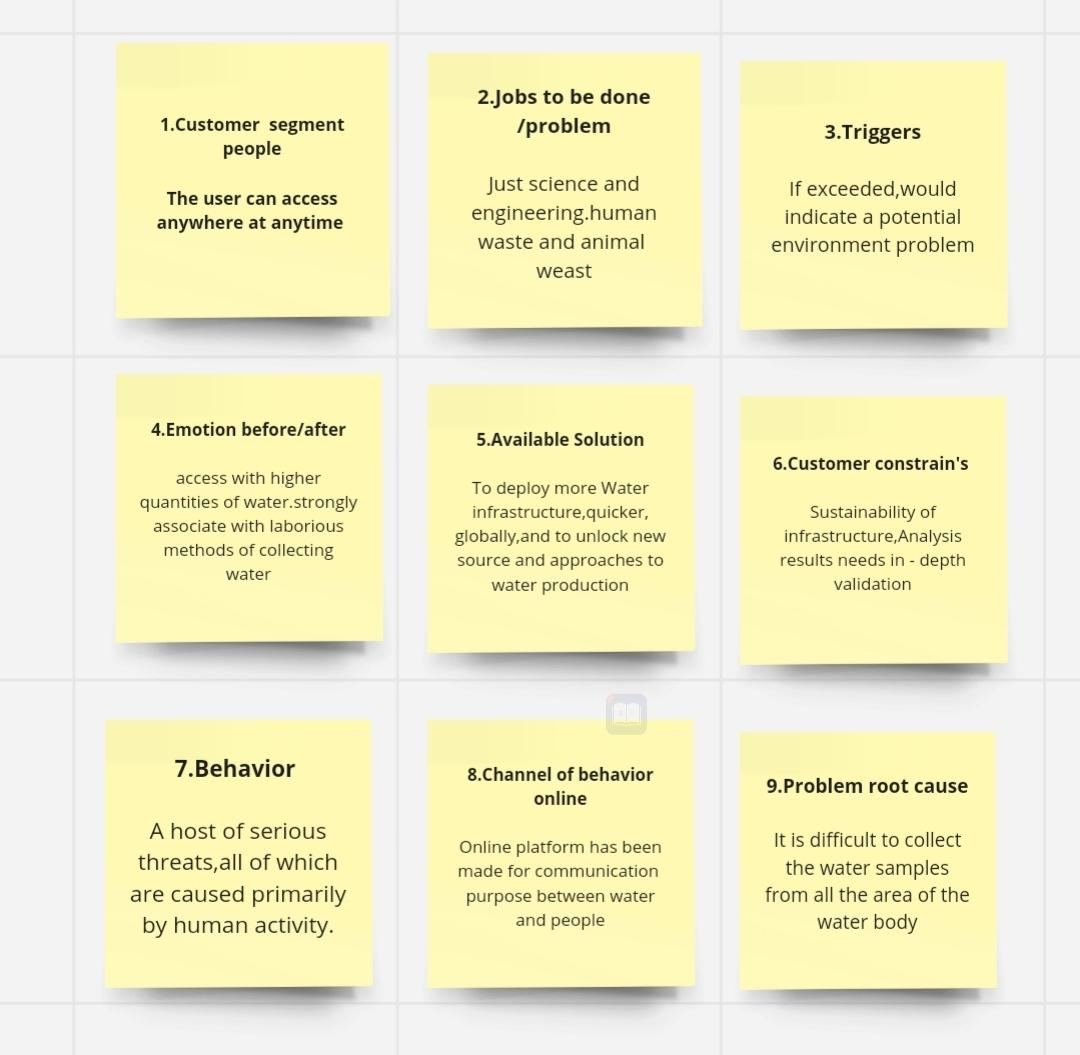 1.Customer  segment
people
The user can access
anywhere at anytime
2.Jobs to be done
/problem
Just science and
engineering.human
waste and animal
weast
3.Triggers
If exceeded,would
indicate a potential
environment problem
4.Emotion before/after
access with higher
quantities of water.strongly
associate with laborious
methods of collecting
water
5.Available Solution
To deploy more Water
infrastructure,quicker,
globally,and to unlock new
source and approaches to
water production
6.Customer constrain's
Sustainability of
infrastructure,Analysis
results needs in - depth
validation
7.Behavior
A host of serious
threats,all of which
are caused primarily
by human activity.
8.Channel of behavior
online
Online platform has been
made for communication
purpose between water
and people
9.Problem root cause
It is difficult to collect
the water samples
from all the area of the
water body